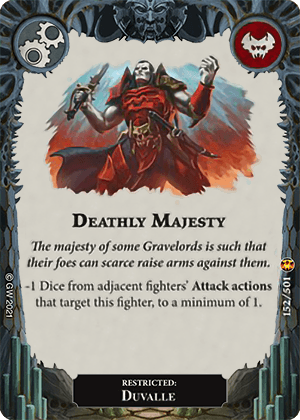 DEATHLY MAJESTY
The majesty of some Gravelords is such that
their foes can scarce raise arms against them.
-1 Dice from adjacent fighters' Attack actions
that target this fighter, to a minimum of 1.
© GW 2021
152/501
RESTRICTED:
DUVALLE